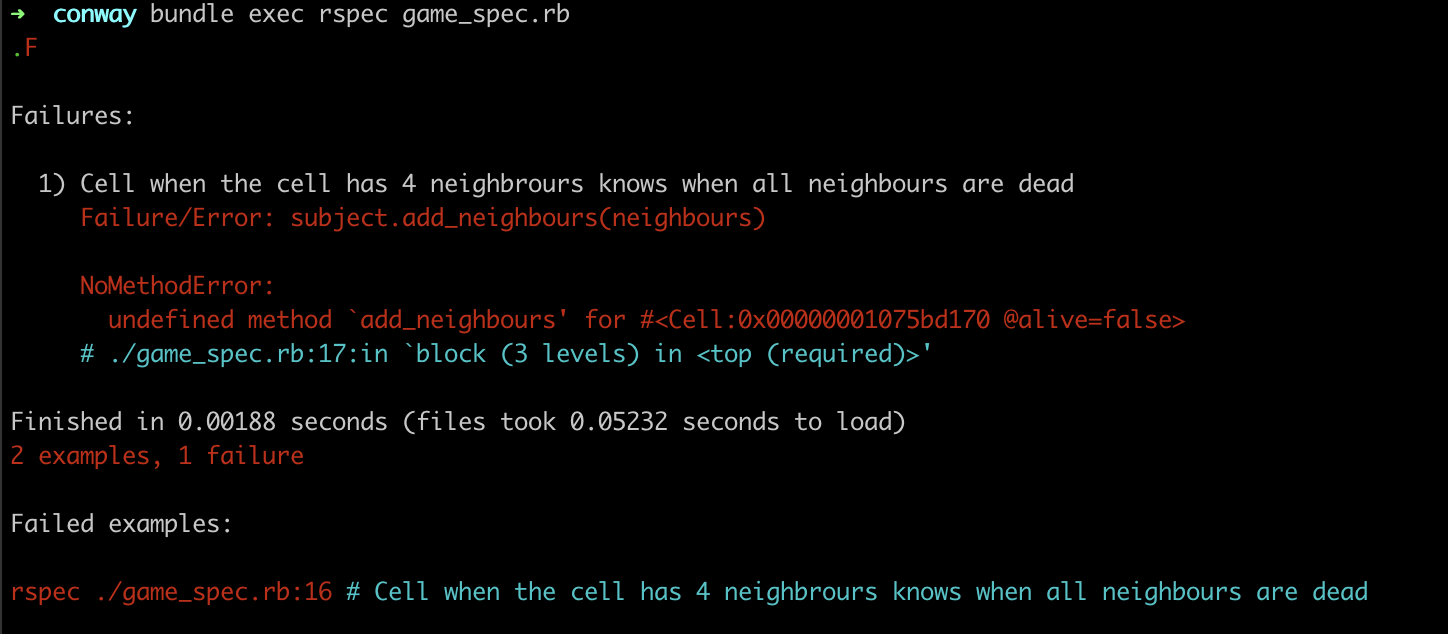 → conway bundle exec rspec game_spec.rb
.F
Failures:
1) Cell when the cell has 4 neighbrours knows when all neighbours are dead
Failure/Error: subject.add_neighbours(neighbours)
NoMethodError:
undefined method `add_neighbours' for #<Cell:0x00000001075bd170 @alive=false>
# ./game_spec.rb:17:in `block (3 levels) in <top (required)>'
Finished in 0.00188 seconds (files took 0.05232 seconds to load)
2 examples, 1 failure
Failed examples:
rspec ./game_spec.rb:16 # Cell when the cell has 4 neighbrours knows when all neighbours are dead